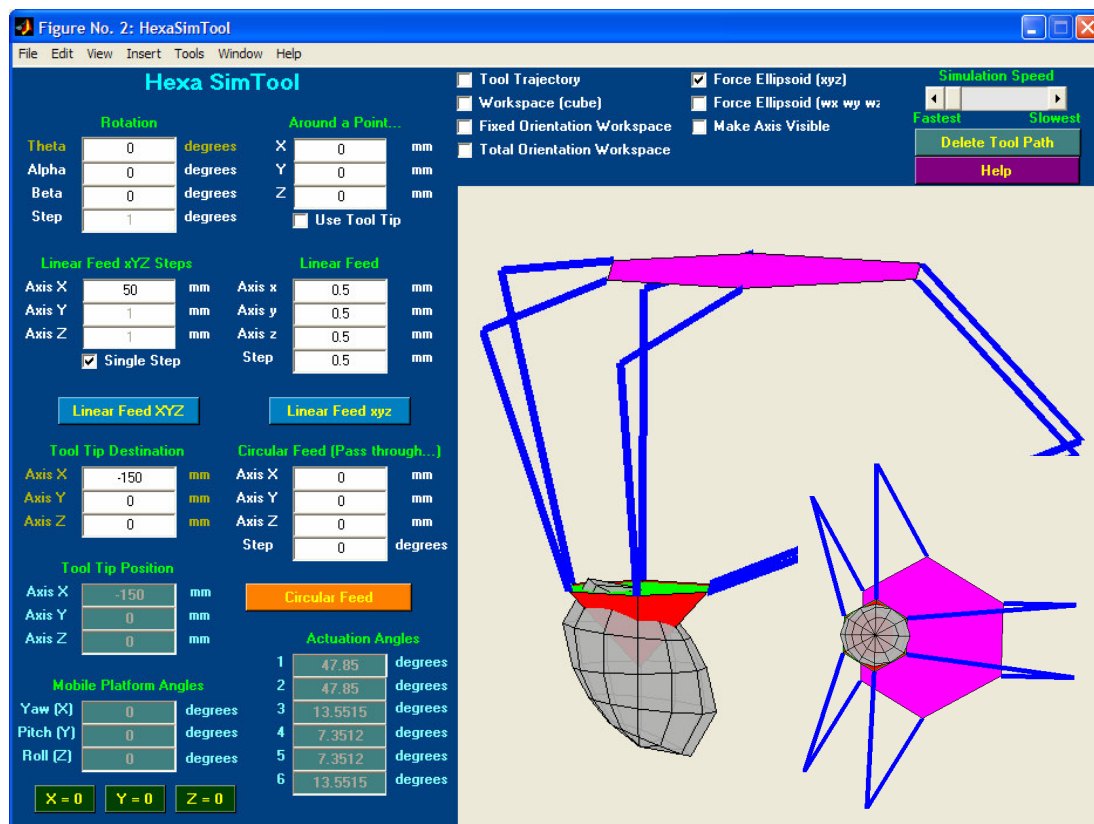 Figure No. 2: HexaSimTool
File Edit View Insert Tools Window Help
Hexa SimTool
Rotation
Theta 0 degrees
Alpha 0 degrees
Beta 0 degrees
Step 1 degrees
Around a Point...
X 0 mm
Y 0 mm
Z 0 mm
Use Tool Tip
Linear Feed XYZ Steps
Axis X 50 mm
Axis Y 1 mm
Axis Z 1 mm
Single Step
Linear Feed
Axis x 0.5 mm
Axis y 0.5 mm
Axis z 0.5 mm
Step 0.5 mm
Linear Feed XYZ
Linear Feed xyz
Tool Tip Destination
Axis X -150 mm
Axis Y 0 mm
Axis Z 0 mm
Circular Feed (Pass through...)
Axis X 0 mm
Axis Y 0 mm
Axis Z 0 mm
Step 0 degrees
Tool Tip Position
Axis X -150 mm
Axis Y 0 mm
Axis Z 0 mm
Circular Feed
Mobile Platform Angles
Yaw (X) 0 degrees
Pitch (Y) 0 degrees
Roll (Z) 0 degrees
Actuation Angles
1 47.85 degrees
2 47.85 degrees
3 13.5515 degrees
4 7.3512 degrees
5 7.3512 degrees
6 13.5515 degrees
X = 0 Y = 0 Z = 0
Tool Trajectory
Workspace (cube)
Fixed Orientation Workspace
Total Orientation Workspace
Force Ellipsoid (xyz)
Force Ellipsoid (wx wy wz
Make Axis Visible
Simulation Speed
Fastest Slowest
Delete Tool Path
Help